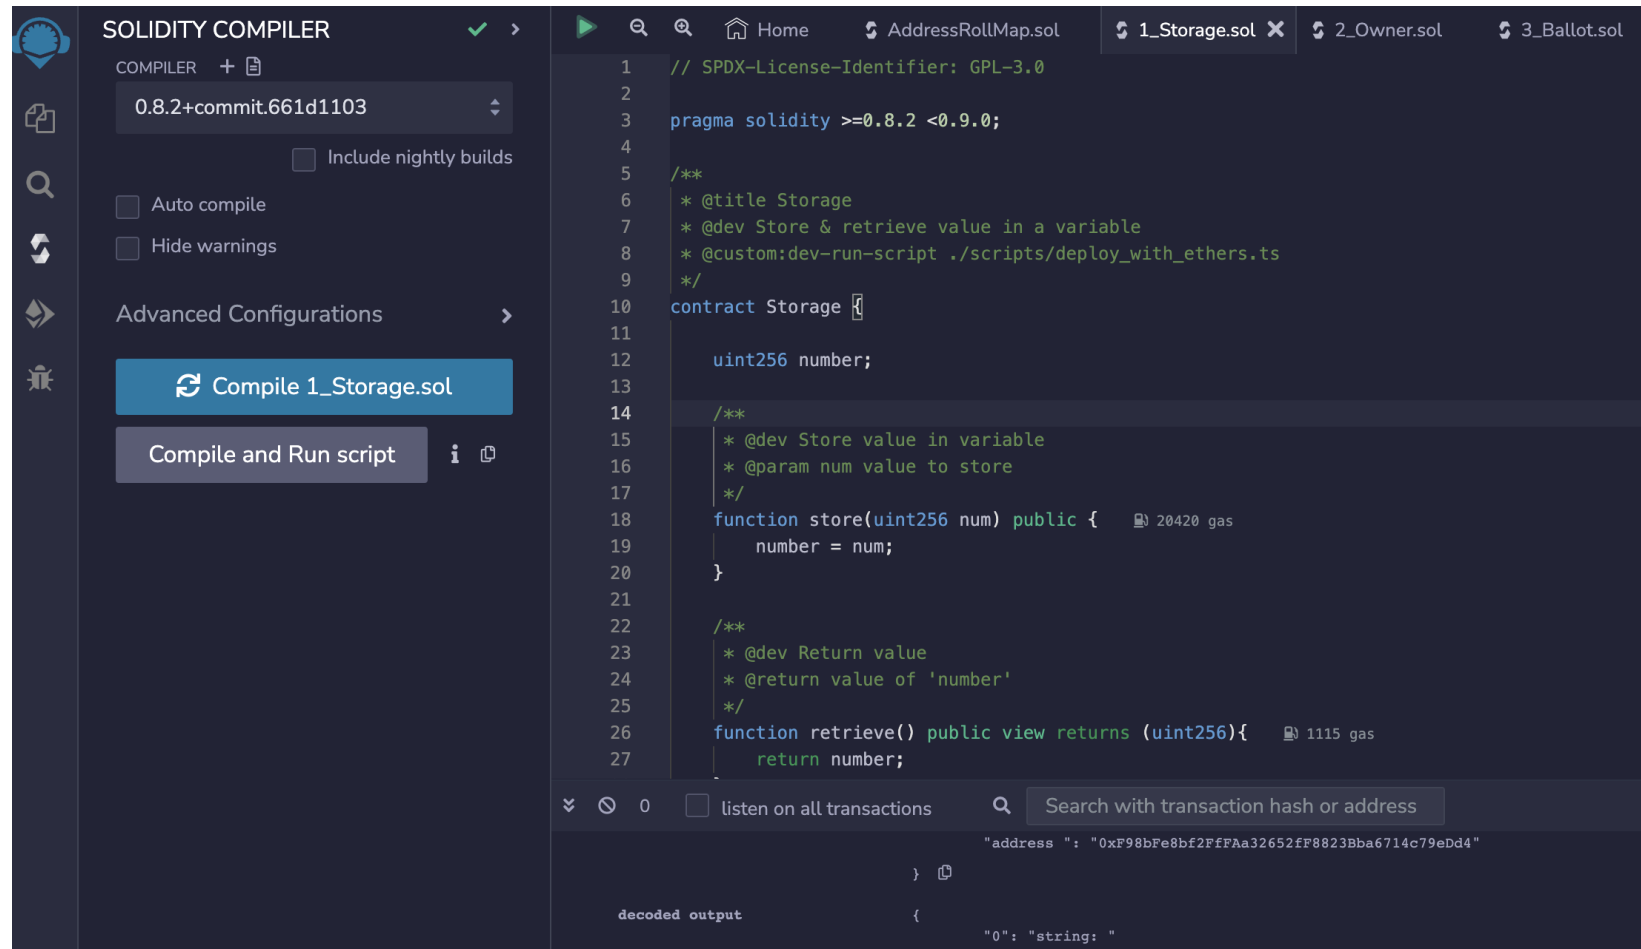 SOLIDITY COMPILER
COMPILER
0.8.2+commit.661d1103
Include nightly builds
Auto compile
Hide warnings
Advanced Configurations
Compile 1_Storage.sol
Compile and Run script
Home
AddressRollMap.sol
1_Storage.sol
2_Owner.sol
3_Ballot.sol
1 // SPDX-License-Identifier: GPL-3.0
2
3 pragma solidity >=0.8.2 <0.9.0;
4
5 /**
6 * @title Storage
7 * @dev Store & retrieve value in a variable
8 * @custom:dev-run-script ./scripts/deploy_with_ethers.ts
9 */
10 contract Storage {
11
12 uint256 number;
13
14 /**
15 * @dev Store value in variable
16 * @param num value to store
17 */
18 function store(uint256 num) public { 20420 gas
19 number = num;
20 }
21
22 /**
23 * @dev Return value
24 * @return value of 'number'
25 */
26 function retrieve() public view returns (uint256){ 1115 gas
27 return number;
0 listen on all transactions
Search with transaction hash or address
"address ": "0xF98bFe8bf2FfFAa32652fF8823Bba6714c79eDd4"
}
decoded output {
"0": "string: "